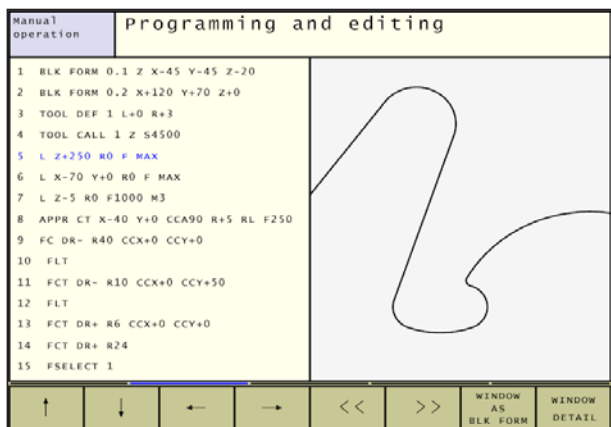 Manual
operation
Programming and editing
1 BLK FORM 0.1 Z X-45 Y-45 Z-20
2 BLK FORM 0.2 X+120 Y+70 Z+0
3 TOOL DEF 1 L+0 R+3
4 TOOL CALL 1 Z S4500
5 L Z+250 R0 F MAX
6 L X-70 Y+0 R0 F MAX
7 L Z-5 R0 F1000 M3
8 APPR CT X-40 Y+0 CCA90 R+5 RL F250
9 FC DR- R40 CCX+0 CCY+0
10 FLT
11 FCT DR- R10 CCX+0 CCY+50
12 FLT
13 FCT DR+ R6 CCX+0 CCY+0
14 FCT DR+ R24
15 FSELECT 1
<< >>
WINDOW
AS
BLK FORM
WINDOW
DETAIL